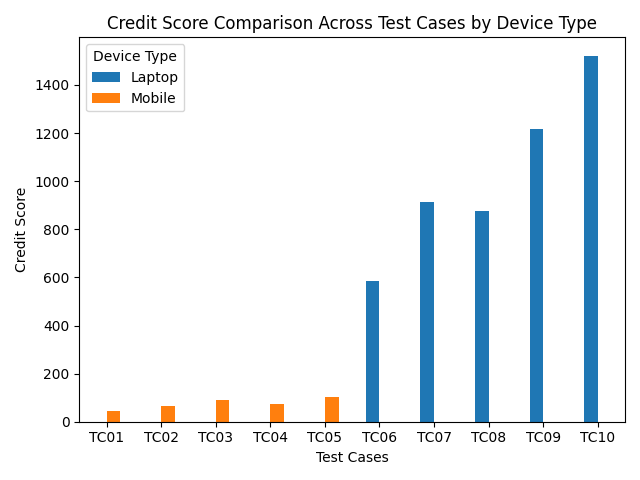 Credit Score Comparison Across Test Cases by Device Type
Device Type
Laptop
Mobile
Credit Score
1400
1200
1000
800
600
400
200
0
TC01 TC02 TC03 TC04 TC05 TC06 TC07 TC08 TC09 TC10
Test Cases